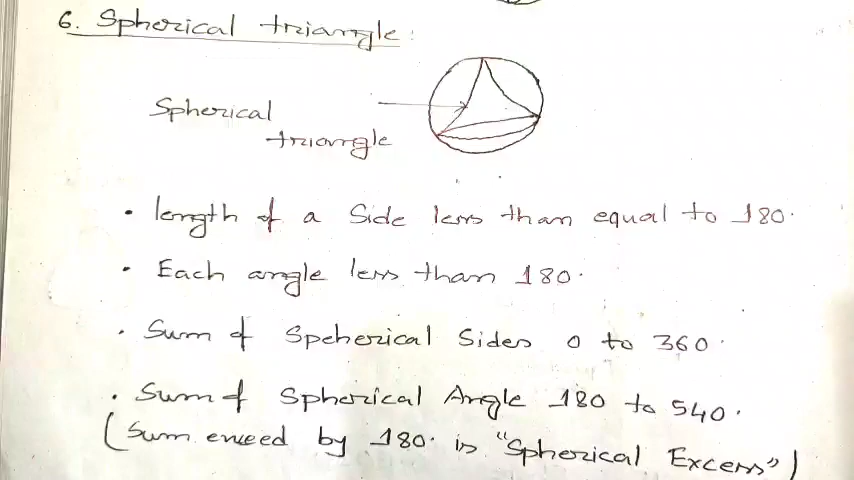 6. Spherical triangle:
Spherical
triangle
• length of a Side less than equal to 180.
• Each angle less than 180.
• Sum of Speherical Sides 0 to 360.
• Sum of Spherical Angle 180 to 540.
(Sum exceed by 180. is "Spherical Excess")